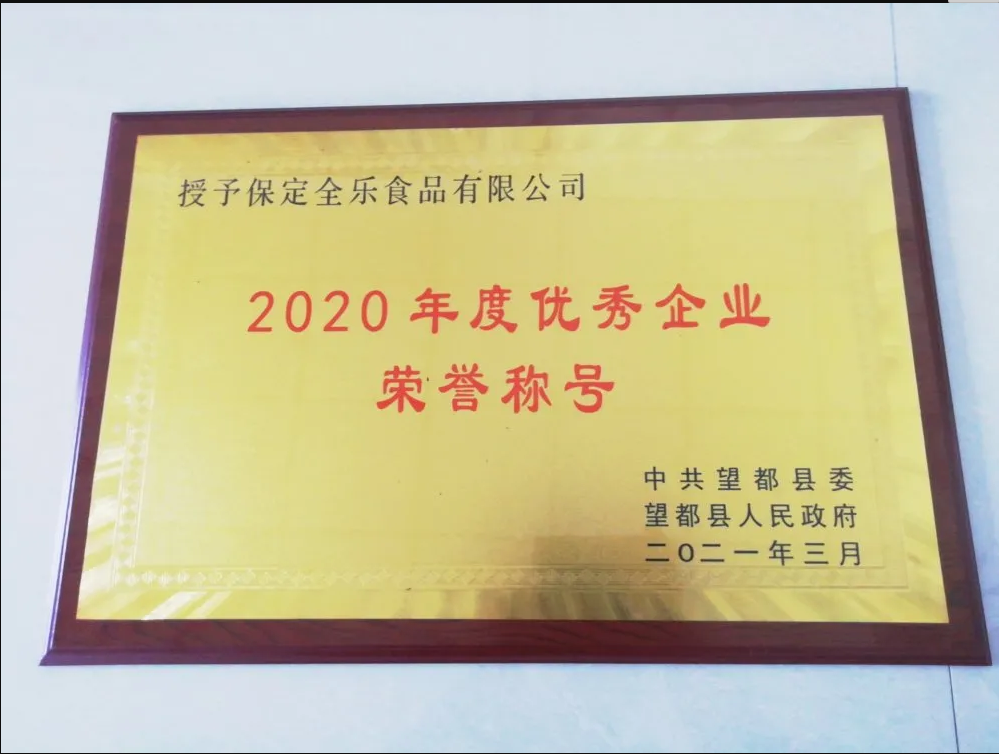 授予保定全乐食品有限公司
2020年度优秀企业
荣誉称号
中共望都县委
望都县人民政府
二〇二一年三月